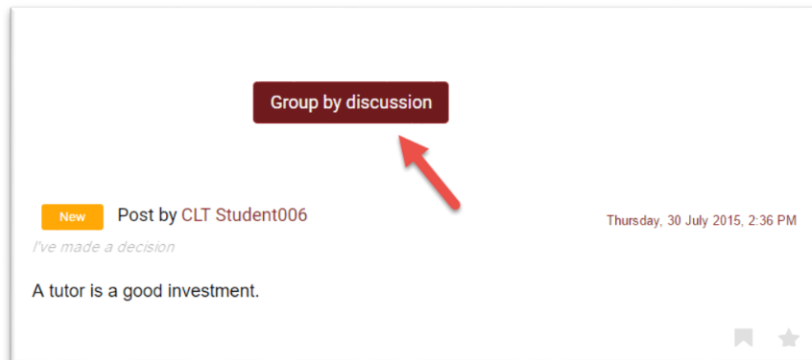 Group by discussion
New Post by CLT Student006
Thursday, 30 July 2015, 2:36 PM
I've made a decision
A tutor is a good investment.